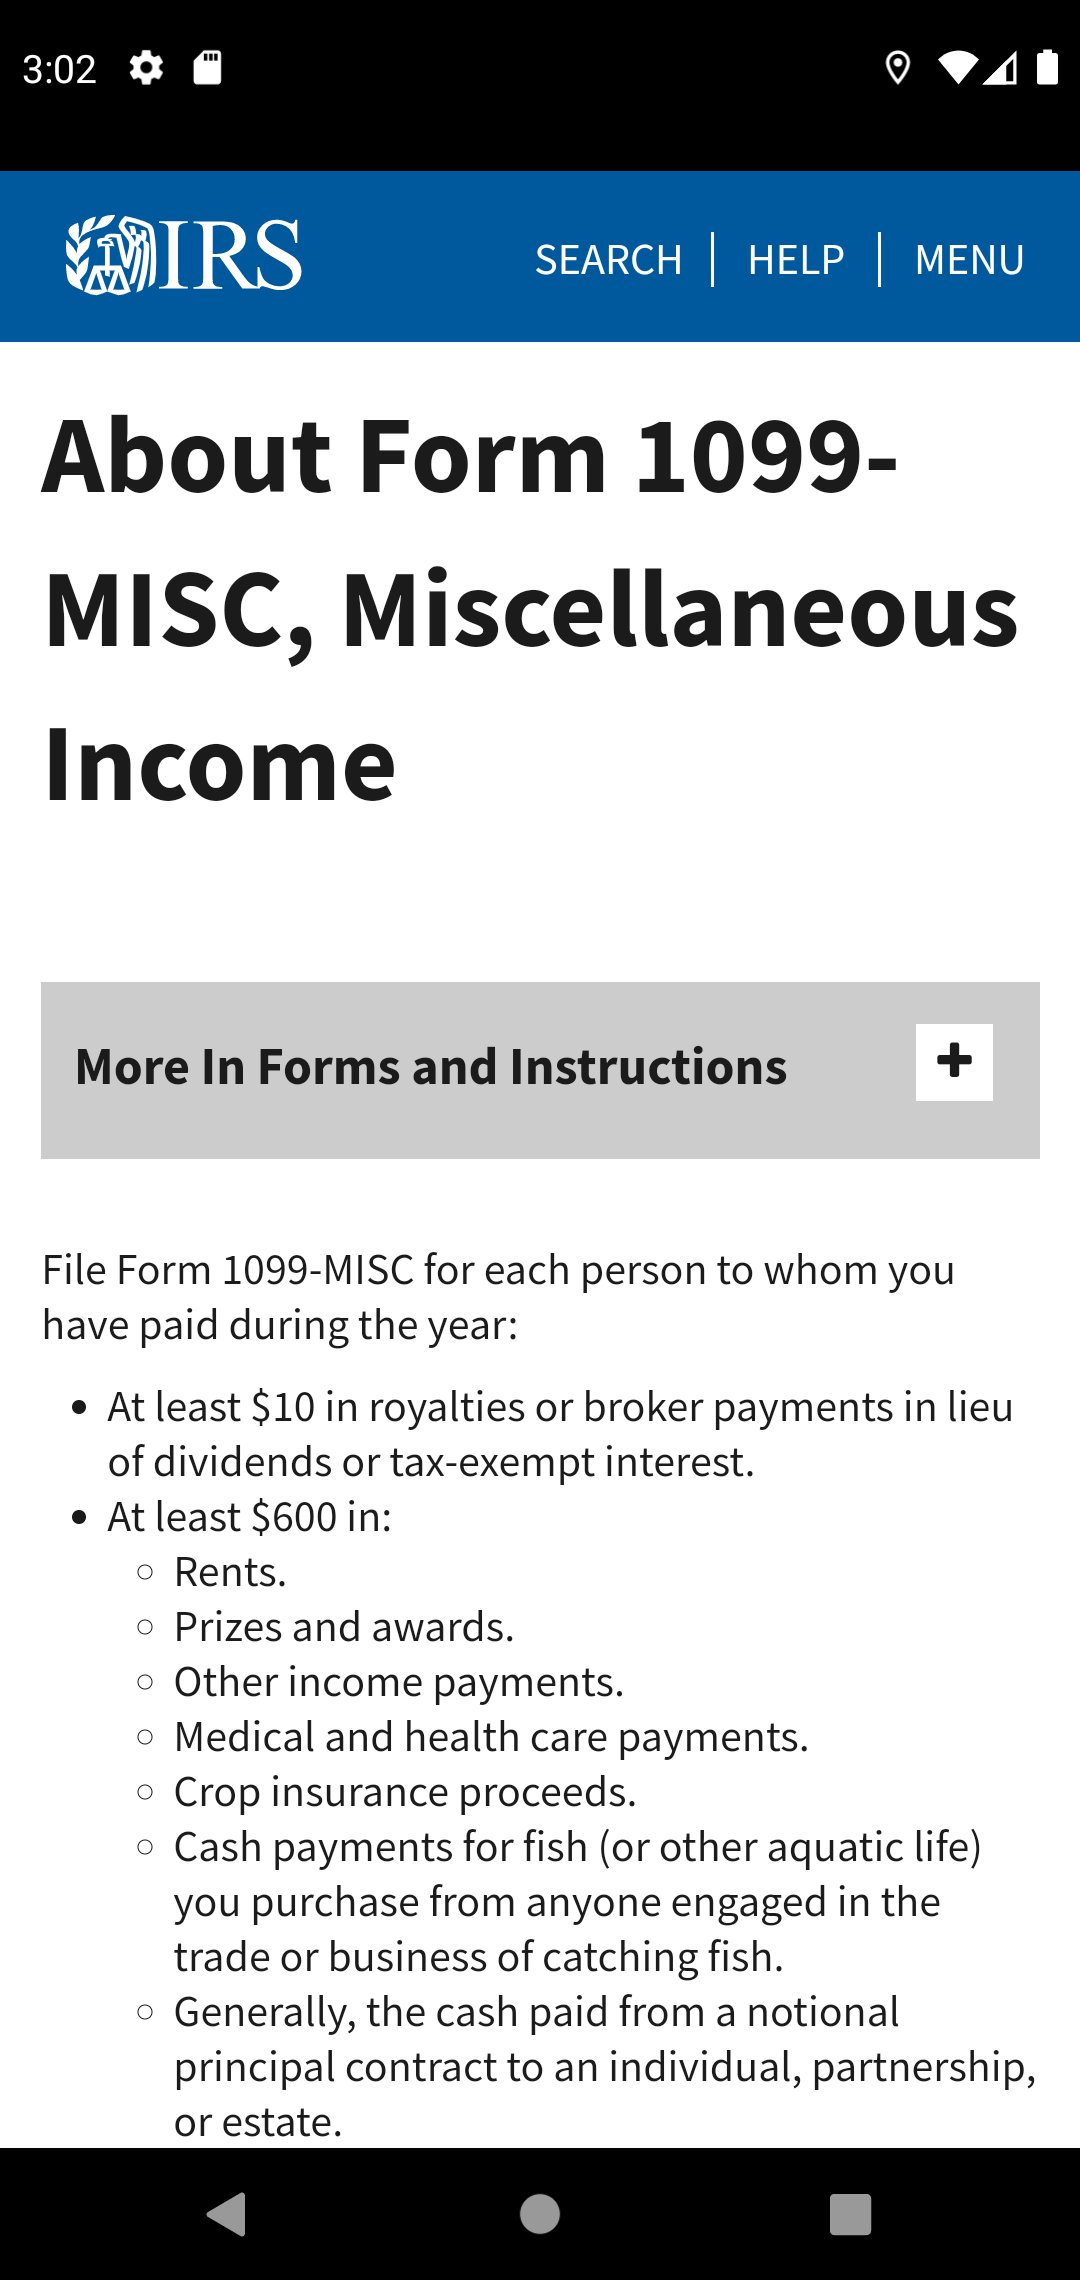 3:02
IRS
SEARCH | HELP | MENU
About Form 1099-
MISC, Miscellaneous
Income
More In Forms and Instructions
File Form 1099-MISC for each person to whom you
have paid during the year:
• At least $10 in royalties or broker payments in lieu
of dividends or tax-exempt interest.
• At least $600 in:
○ Rents.
○ Prizes and awards.
○ Other income payments.
○ Medical and health care payments.
○ Crop insurance proceeds.
○ Cash payments for fish (or other aquatic life)
you purchase from anyone engaged in the
trade or business of catching fish.
○ Generally, the cash paid from a notional
principal contract to an individual, partnership,
or estate.